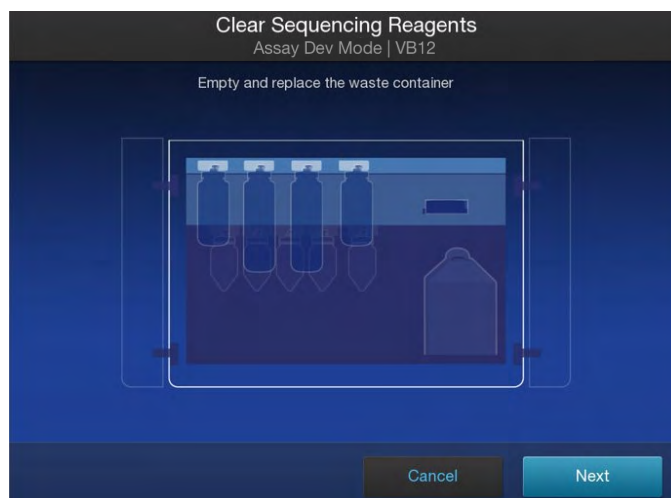 Clear Sequencing Reagents
Assay Dev Mode | VB12
Empty and replace the waste container
Cancel
Next